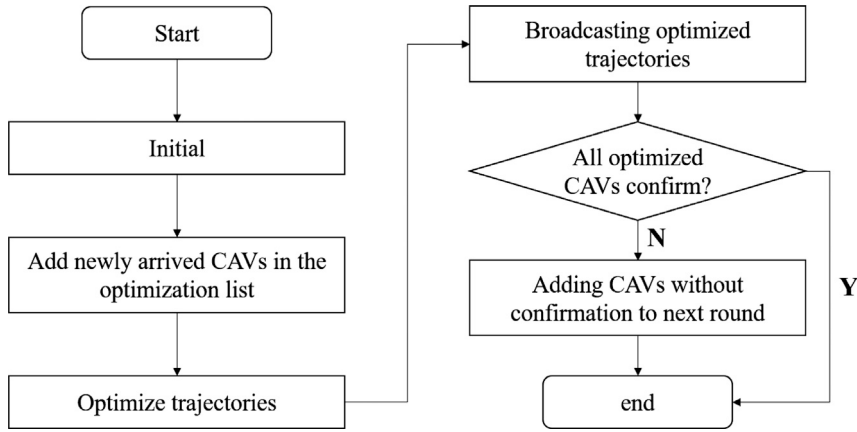 Start
Initial
Add newly arrived CAVs in the
optimization list
Optimize trajectories
Broadcasting optimized
trajectories
All optimized
CAVs confirm?
N
Y
Adding CAVs without
confirmation to next round
end